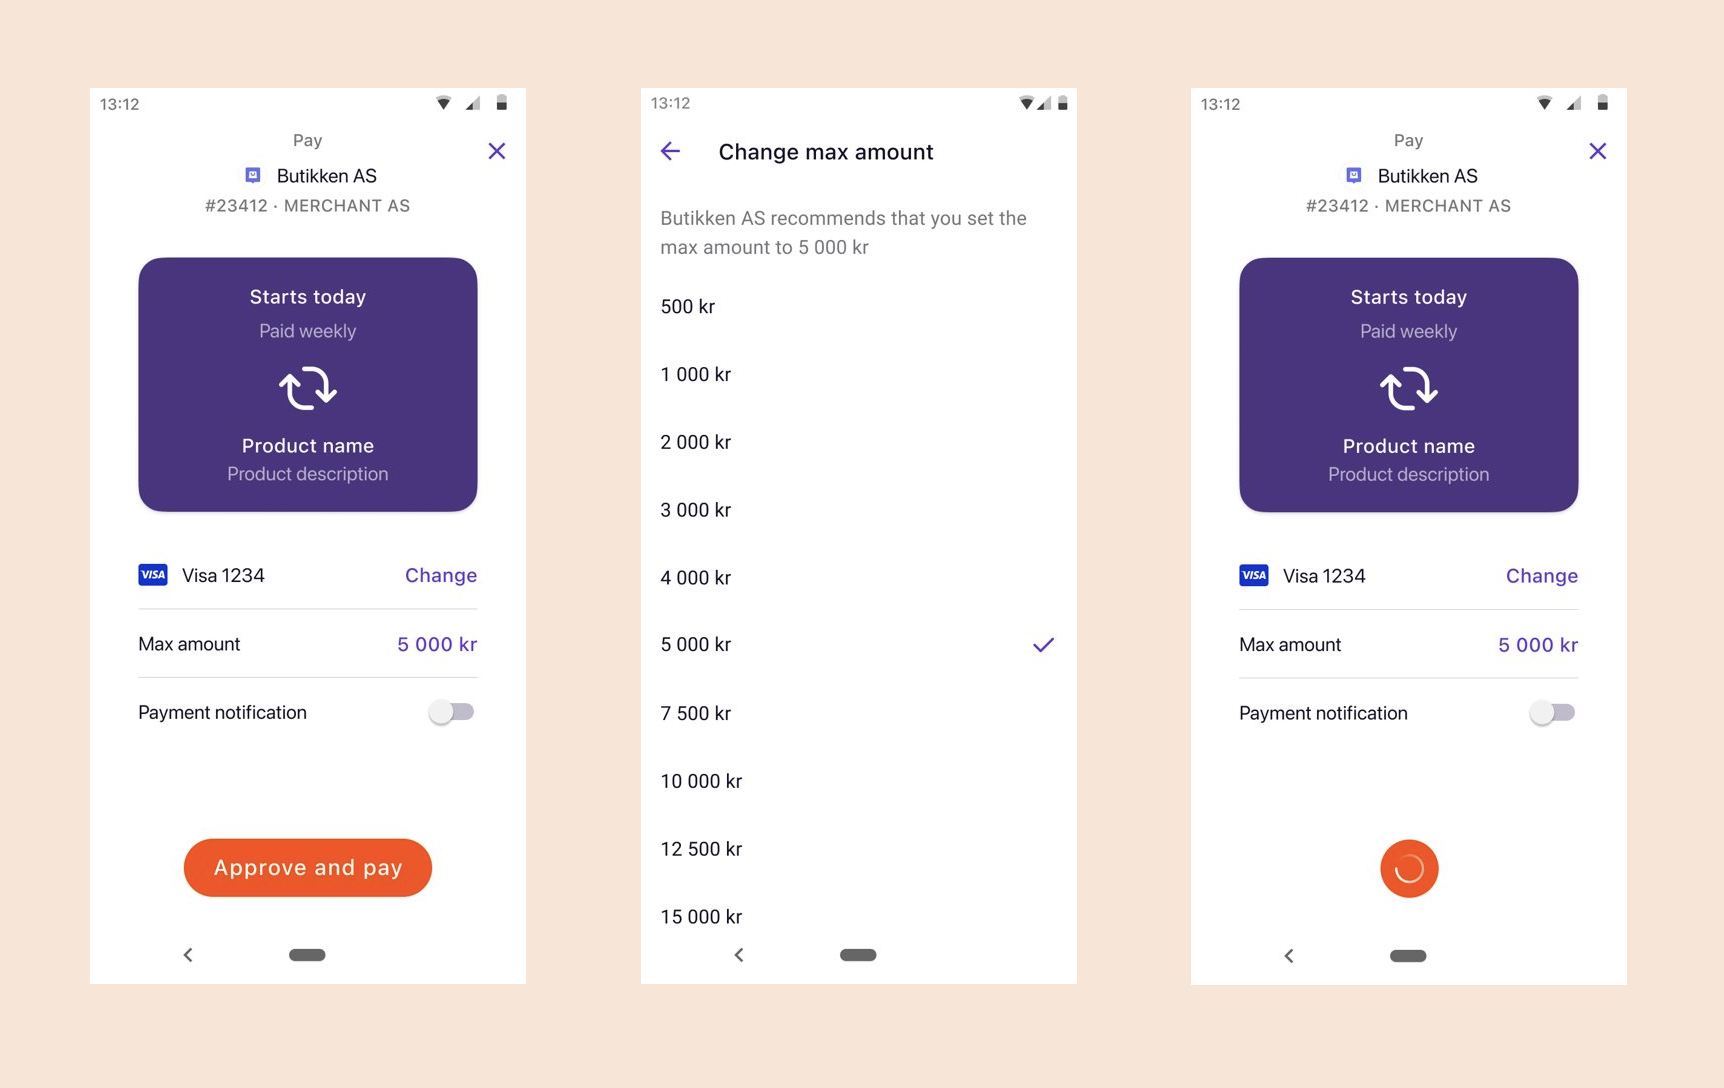 13:12
Pay
Butikken AS
#23412 · MERCHANT AS
Starts today
Paid weekly
Product name
Product description
VISA Visa 1234 Change
Max amount 5 000 kr
Payment notification
Approve and pay
13:12
Change max amount
Butikken AS recommends that you set the
max amount to 5 000 kr
500 kr
1 000 kr
2 000 kr
3 000 kr
4 000 kr
5 000 kr
7 500 kr
10 000 kr
12 500 kr
15 000 kr
13:12
Pay
Butikken AS
#23412 · MERCHANT AS
Starts today
Paid weekly
Product name
Product description
VISA Visa 1234 Change
Max amount 5 000 kr
Payment notification